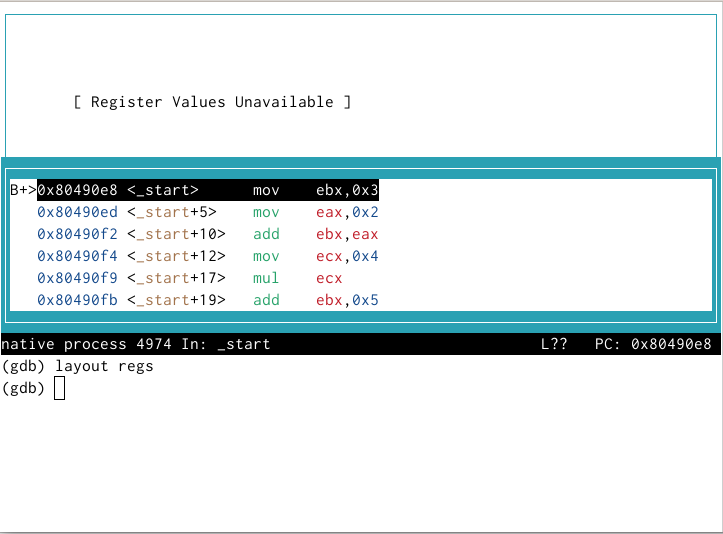 [ Register Values Unavailable ]
B+>0x80490e8 <_start> mov ebx,0x3
0x80490ed <_start+5> mov eax,0x2
0x80490f2 <_start+10> add ebx,eax
0x80490f4 <_start+12> mov ecx,0x4
0x80490f9 <_start+17> mul ecx
0x80490fb <_start+19> add ebx,0x5
native process 4974 In: _start L?? PC: 0x80490e8
(gdb) layout regs
(gdb)